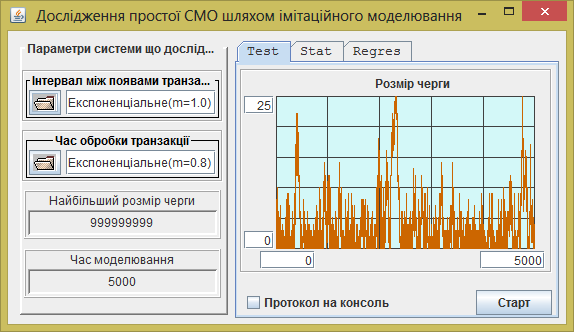 Дослідження простої СМО шляхом імітаційного моделювання
Параметри системи що дослід...
Інтервал між появами транза...
Експоненціальне(m=1.0)
Час обробки транзакції
Експоненціальне(m=0.8)
Найбільший розмір черги
999999999
Час моделювання
5000
Test
Stat
Regres
Розмір черги
25
0
0
5000
Протокол на консоль
Старт